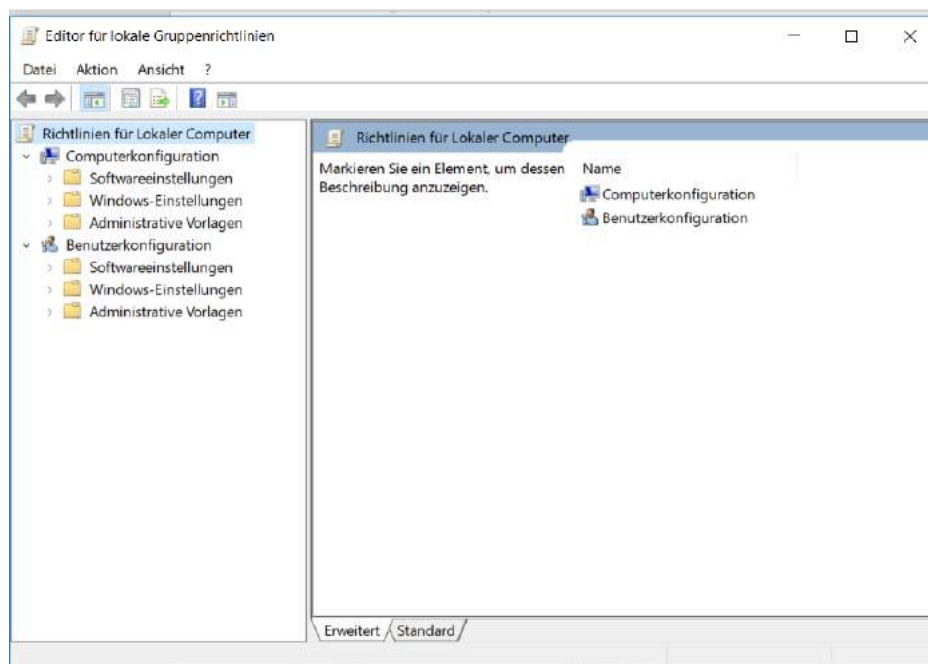 Editor für lokale Gruppenrichtlinien
Datei Aktion Ansicht ?
Richtlinien für Lokaler Computer
Computerkonfiguration
Softwareeinstellungen
Windows-Einstellungen
Administrative Vorlagen
Benutzerkonfiguration
Softwareeinstellungen
Windows-Einstellungen
Administrative Vorlagen
Richtlinien für Lokaler Computer
Markieren Sie ein Element, um dessen
Beschreibung anzuzeigen.
Name
Computerkonfiguration
Benutzerkonfiguration
Erweitert Standard